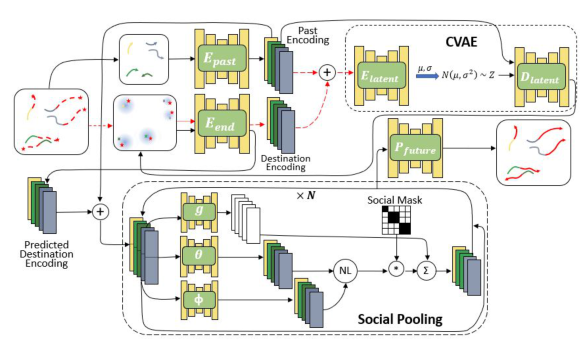 Past
Encoding
CVAE
E_past
E_latent
μ, σ
N(μ, σ²) ~ Z
D_latent
+
E_end
Destination
Encoding
P_future
Predicted
Destination
Encoding
+
× N
Social Mask
g
θ
ϕ
NL
*
Σ
Social Pooling